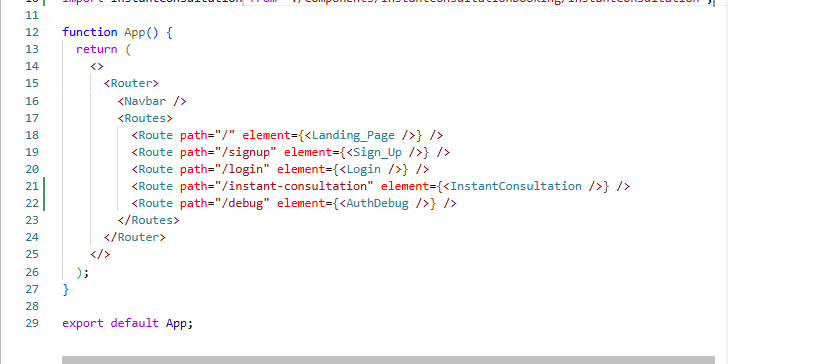 10 import InstantConsultation from './components/InstantConsultationBooking/InstantConsultation';
11
12 function App() {
13 return (
14 <>
15 <Router>
16 <Navbar />
17 <Routes>
18 <Route path="/" element={<Landing_Page />} />
19 <Route path="/signup" element={<Sign_Up />} />
20 <Route path="/login" element={<Login />} />
21 <Route path="/instant-consultation" element={<InstantConsultation />} />
22 <Route path="/debug" element={<AuthDebug />} />
23 </Routes>
24 </Router>
25 </>
26 );
27 }
28
29 export default App;